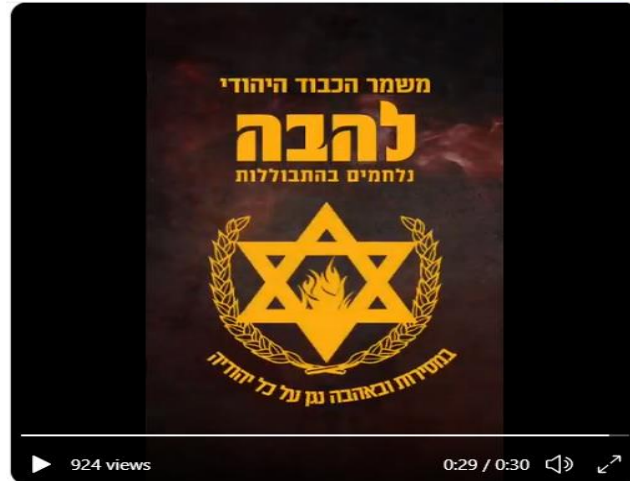 משמר הכבוד היהודי
להבה
נלחמים בהתבוללות
במסירות ובאהבה נגן על כל יהודיה
924 views
0:29 / 0:30